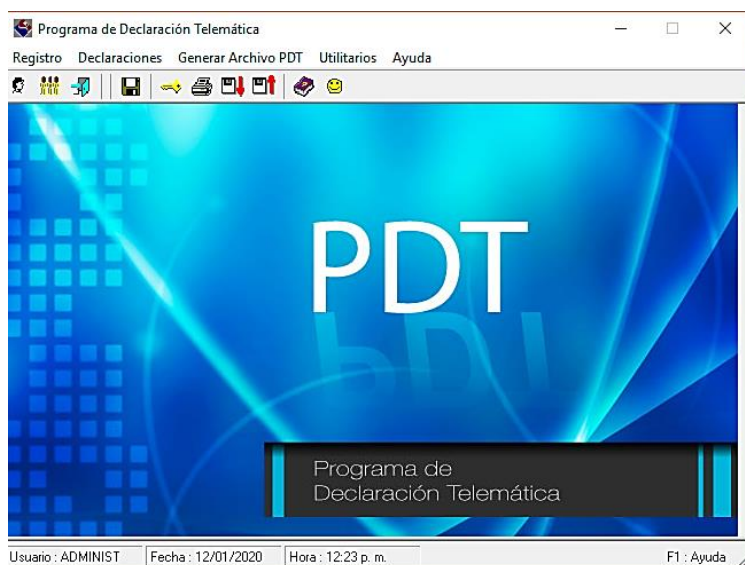 Programa de Declaración Telemática
Registro Declaraciones Generar Archivo PDT Utilitarios Ayuda
PDT
Programa de
Declaración Telemática
Usuario : ADMINIST Fecha : 12/01/2020 Hora : 12:23 p. m. F1 : Ayuda